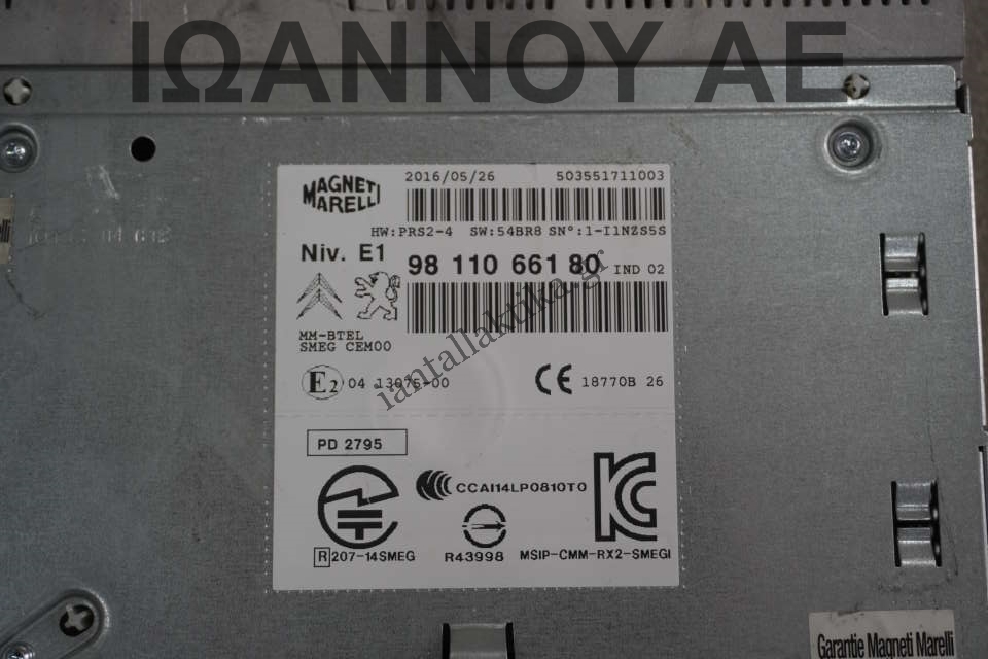 ΙΩΑΝΝΟΥ ΑΕ
MAGNETI MARELLI
2016/05/26 503551711003
HW:PRS2-4 SW:54BR8 SN°:1-I1NZS5S
Niv. E1
98 110 661 80 IND 02
MM-BTEL
SMEG CEM00
E2 04 13075-00
CE 18770B 26
iantallaktika.gr
PD 2795
CCAI14LP0810T0
R 207-14SMEG
R43998
MSIP-CMM-RX2-SMEGI
Garantie Magneti Marelli